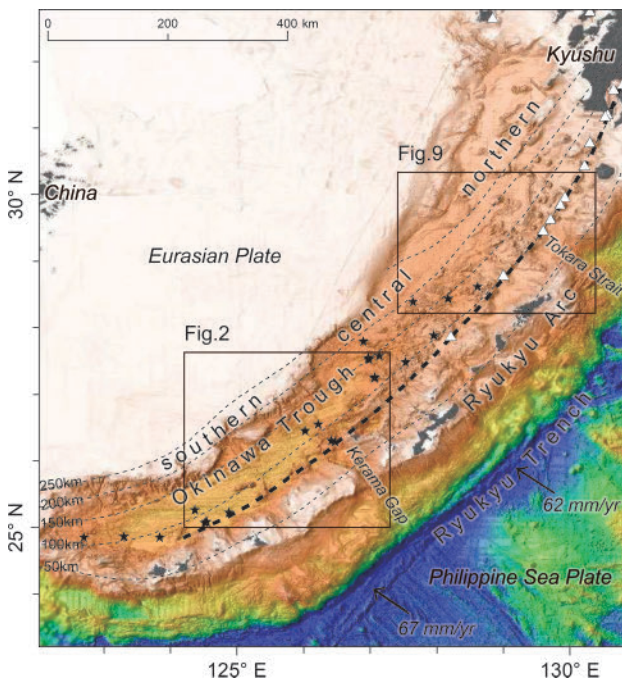 0 200 400 km
Kyushu
Fig.9
northern
30° N
China
Tokara Strait
Eurasian Plate
central
Fig.2
Ryukyu Arc
southern
Okinawa Trough
Ryukyu Trench
250km
200km
150km
100km
50km
Kerama Gap
62 mm/yr
25° N
Philippine Sea Plate
67 mm/yr
125° E
130° E